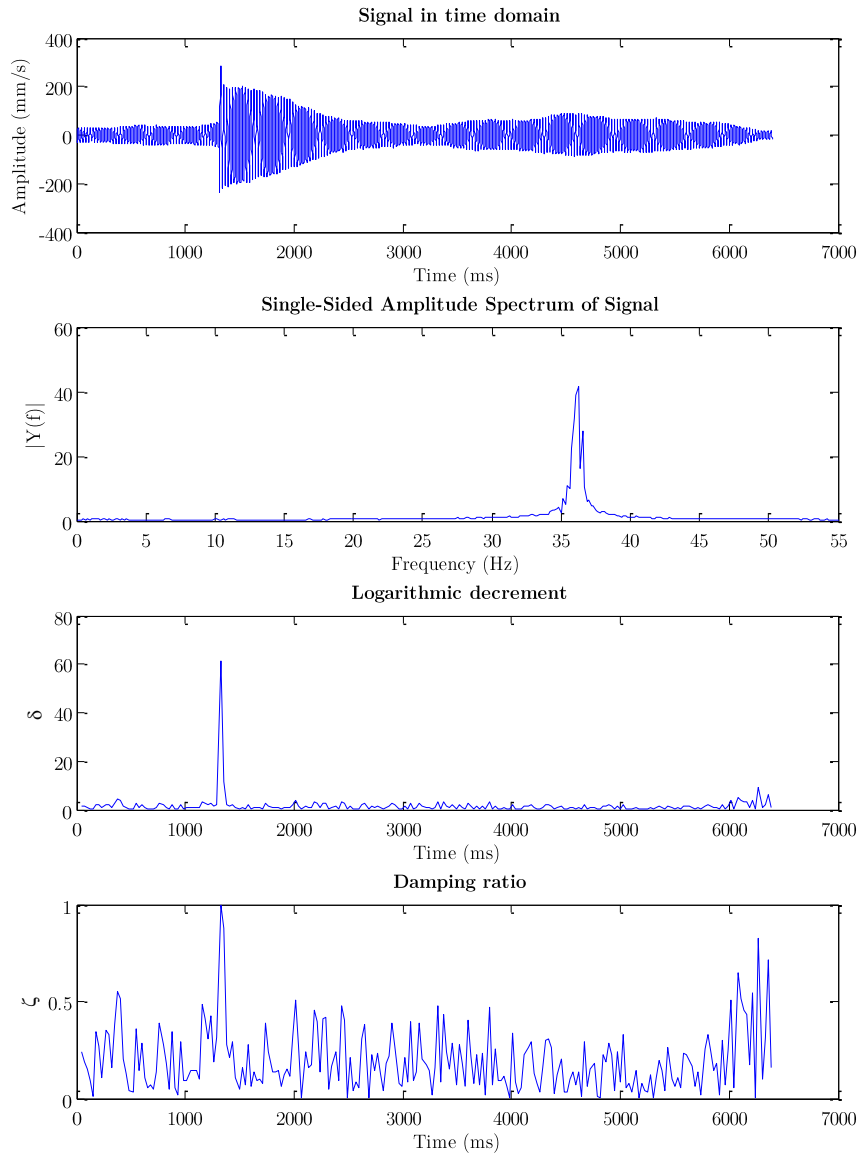 Signal in time domain
400
200
0
-200
-400
Amplitude (mm/s)
0 1000 2000 3000 4000 5000 6000 7000
Time (ms)
Single-Sided Amplitude Spectrum of Signal
60
40
20
0
|Y(f)|
0 5 10 15 20 25 30 35 40 45 50 55
Frequency (Hz)
Logarithmic decrement
80
60
40
20
0
δ
0 1000 2000 3000 4000 5000 6000 7000
Time (ms)
Damping ratio
1
0.5
0
ζ
0 1000 2000 3000 4000 5000 6000 7000
Time (ms)